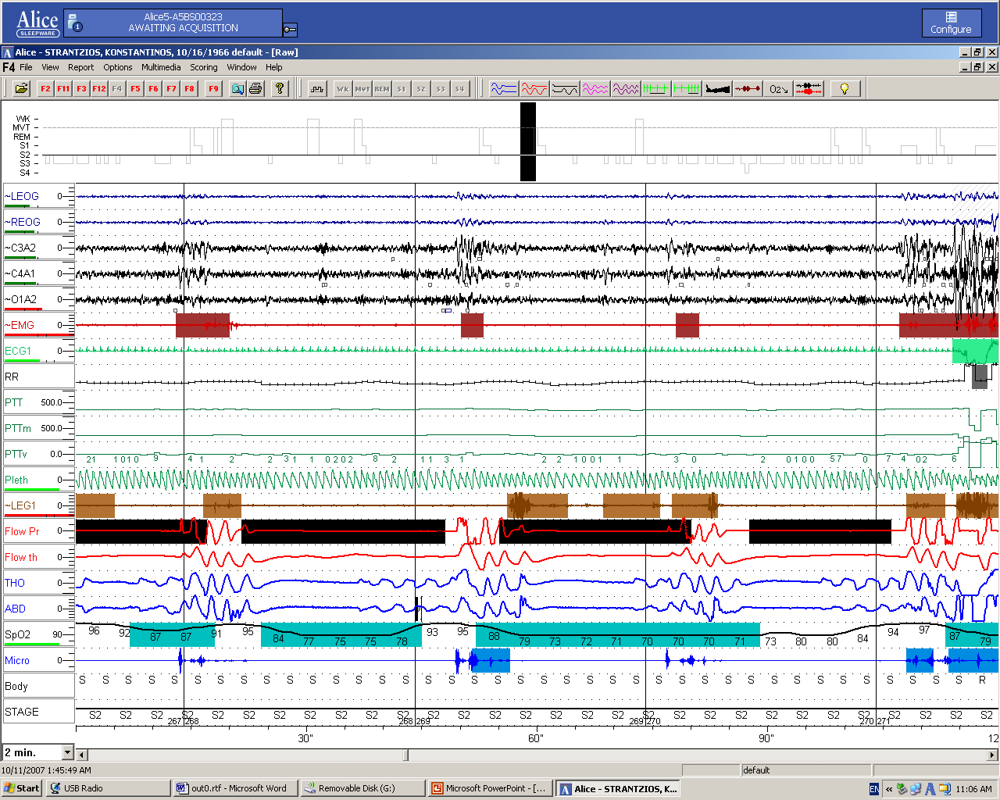 Alice
SLEEPWARE
1
Alice5-A5BS00323
AWAITING ACQUISITION
Configure
Alice - STRANTZIOS, KONSTANTINOS, 10/16/1966 default - [Raw]
F4 File View Report Options Multimedia Scoring Window Help
F2 F11 F3 F12 F4 F5 F6 F7 F8 F9 ? Wk Mvt REM S1 S2 S3 S4 O2
WK
MVT
REM
S1
S2
S3
S4
~LEOG 0
~REOG 0
~C3A2 0
~C4A1 0
~O1A2 0
~EMG 0
ECG1 0
RR
PTT 500.0
PTTm 500.0
PTTv 0.0
21 1010 9 4 1 2 2 3 1 1 0 2 0 2 8 2 1 1 3 1 2 2 1 0 0 1 1 3 0 2 0 1 0 0 5 7 0 7 4 0 2 6
Pleth 0
~LEG1 0
Flow Pr 0
Flow th 0
THO 0
ABD 0
SpO2 90
96 92 87 87 91 95 84 77 75 75 78 93 95 88 79 73 72 71 70 70 70 71 73 80 80 84 94 97 87 79
Micro 0
Body
S S S S S S S S S S S S S S S S S S S S S S S S S S S S S S S S S S S S S S S R
STAGE
S2 S2 S2 S2 S2 S2 S2 S2 S2 S2 S2 S2 S2 S2 S2 S2 S2 S2 S2 S2 S2 S2 S2 S2 S2 S2 S2 S2 S2 S2
267 268 268 269 269 270 270 271
30" 60" 90" 12
2 min.
10/11/2007 1:45:49 AM
default
Start
USB Radio
out0.rtf - Microsoft Word
Removable Disk (G:)
Microsoft PowerPoint - [...
Alice - STRANTZIOS, K...
EN
«
11:06 AM